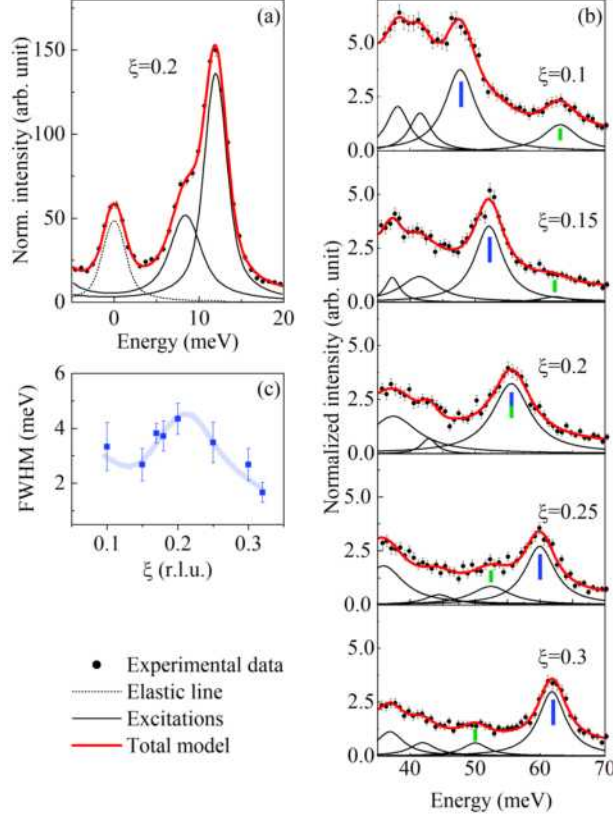 (a)
ξ=0.2
150
100
50
0
Norm. intensity (arb. unit)
0 10 20
Energy (meV)
(c)
6
4
2
FWHM (meV)
0.1 0.2 0.3
ξ (r.l.u.)
Experimental data
Elastic line
Excitations
Total model
(b)
5.0
2.5
0.0
ξ=0.1
5.0
2.5
0.0
ξ=0.15
5.0
2.5
0.0
ξ=0.2
5.0
2.5
0.0
ξ=0.25
5.0
2.5
0.0
ξ=0.3
Normalized intensity (arb. unit)
40 50 60 70
Energy (meV)